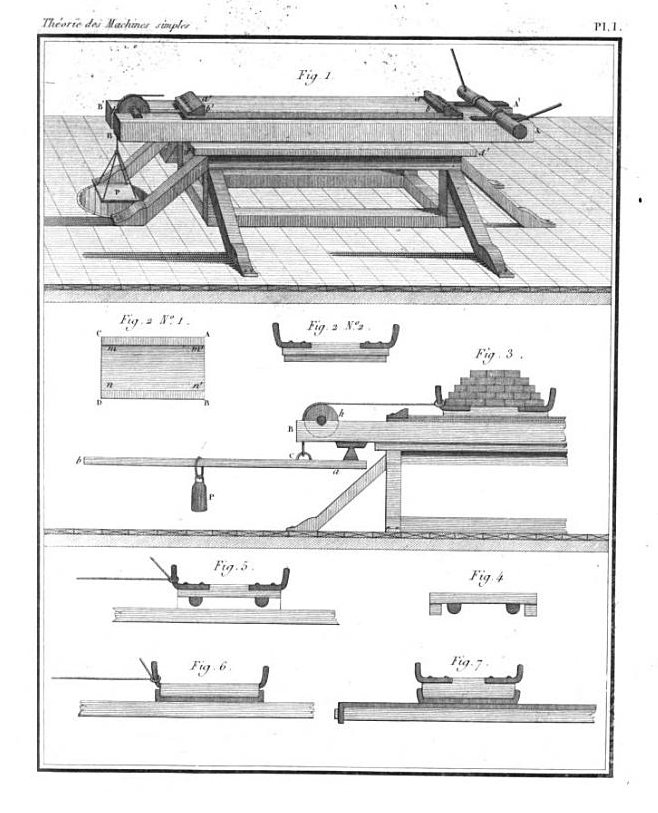 Théorie des Machines simples
Pl. I.
Fig. 1
B' a' b' a A'
B A
P d'
Fig. 2 N.º 1.
Fig. 2 N.º 2.
C A
m m'
n n'
D B
Fig. 3.
h
B
C
b a
P
Fig. 5
Fig. 4
Fig. 6.
Fig. 7.